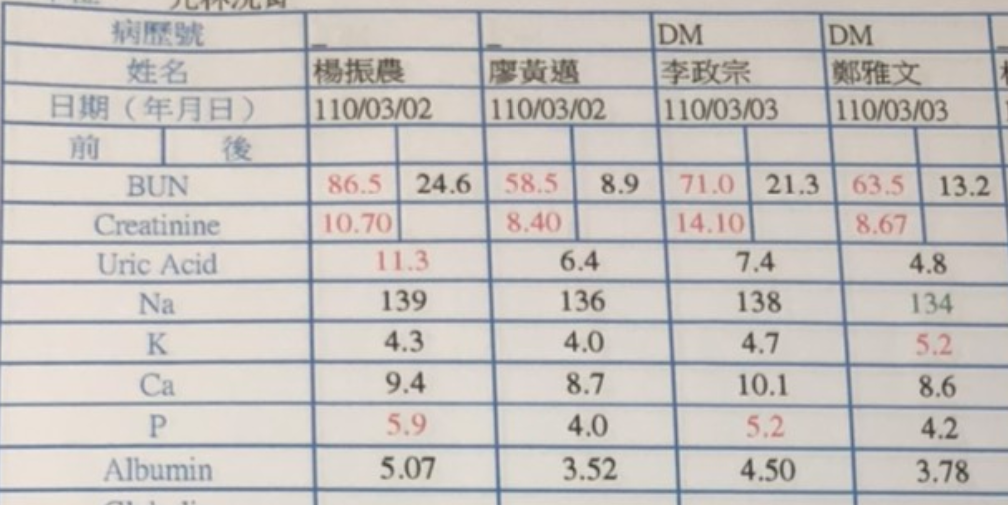 病歷號 _ _ DM DM
姓名 楊振農 廖黃邁 李政宗 鄭雅文
日期（年月日） 110/03/02 110/03/02 110/03/03 110/03/03
前 後
BUN 86.5 24.6 58.5 8.9 71.0 21.3 63.5 13.2
Creatinine 10.70 8.40 14.10 8.67
Uric Acid 11.3 6.4 7.4 4.8
Na 139 136 138 134
K 4.3 4.0 4.7 5.2
Ca 9.4 8.7 10.1 8.6
P 5.9 4.0 5.2 4.2
Albumin 5.07 3.52 4.50 3.78